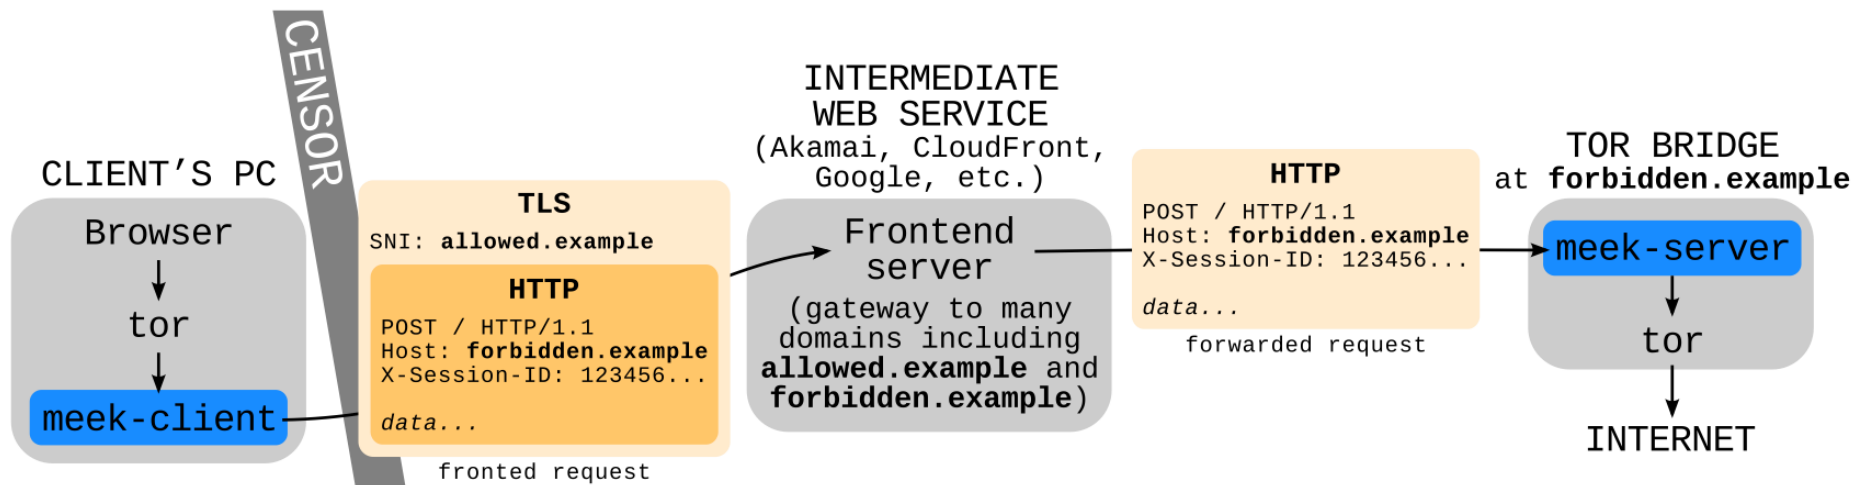 CENSOR
CLIENT’S PC
Browser
tor
meek-client
TLS
SNI: allowed.example
HTTP
POST / HTTP/1.1
Host: forbidden.example
X-Session-ID: 123456...
data...
fronted request
INTERMEDIATE
WEB SERVICE
(Akamai, CloudFront,
Google, etc.)
Frontend
server
(gateway to many
domains including
allowed.example and
forbidden.example)
HTTP
POST / HTTP/1.1
Host: forbidden.example
X-Session-ID: 123456...
data...
forwarded request
TOR BRIDGE
at forbidden.example
meek-server
tor
INTERNET